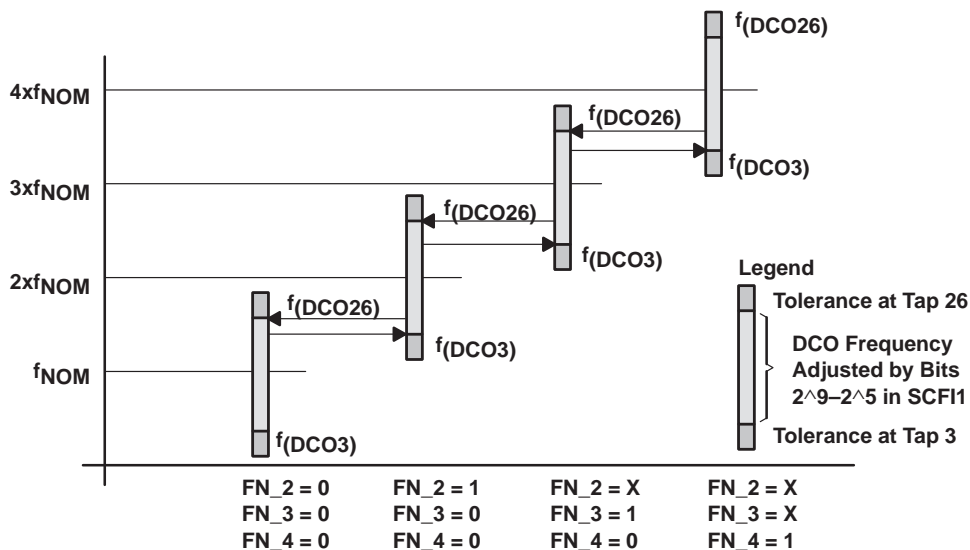 f(DCO26)
4xfNOM
f(DCO26)
f(DCO3)
3xfNOM
f(DCO26)
f(DCO3)
2xfNOM
f(DCO26)
f(DCO3)
fNOM
f(DCO3)
Legend
Tolerance at Tap 26
DCO Frequency
Adjusted by Bits
2^9–2^5 in SCFI1
Tolerance at Tap 3
FN_2 = 0 FN_2 = 1 FN_2 = X FN_2 = X
FN_3 = 0 FN_3 = 0 FN_3 = 1 FN_3 = X
FN_4 = 0 FN_4 = 0 FN_4 = 0 FN_4 = 1